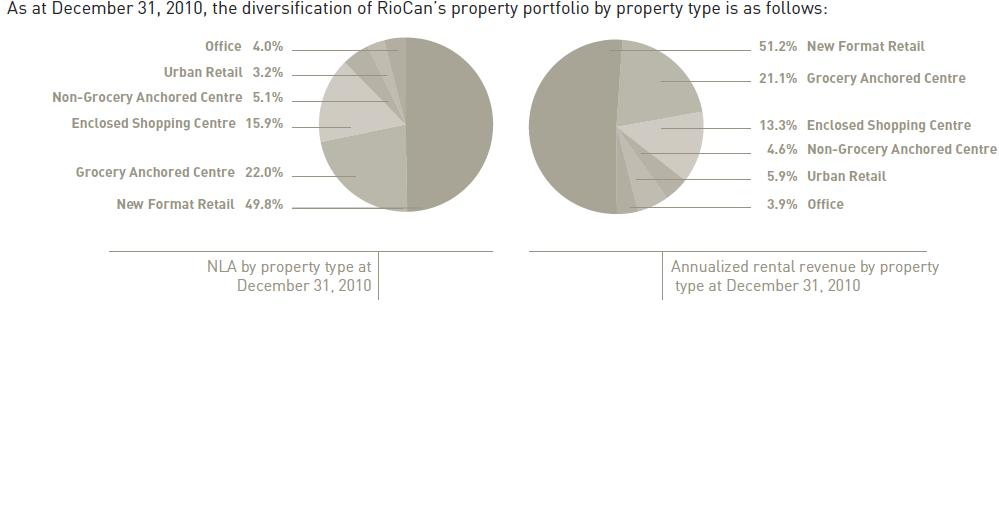 As at December 31, 2010, the diversification of RioCan's property portfolio by property type is as follows:
Office 4.0%
Urban Retail 3.2%
Non-Grocery Anchored Centre 5.1%
Enclosed Shopping Centre 15.9%
Grocery Anchored Centre 22.0%
New Format Retail 49.8%
51.2% New Format Retail
21.1% Grocery Anchored Centre
13.3% Enclosed Shopping Centre
4.6% Non-Grocery Anchored Centre
5.9% Urban Retail
3.9% Office
NLA by property type at
December 31, 2010
Annualized rental revenue by property
type at December 31, 2010